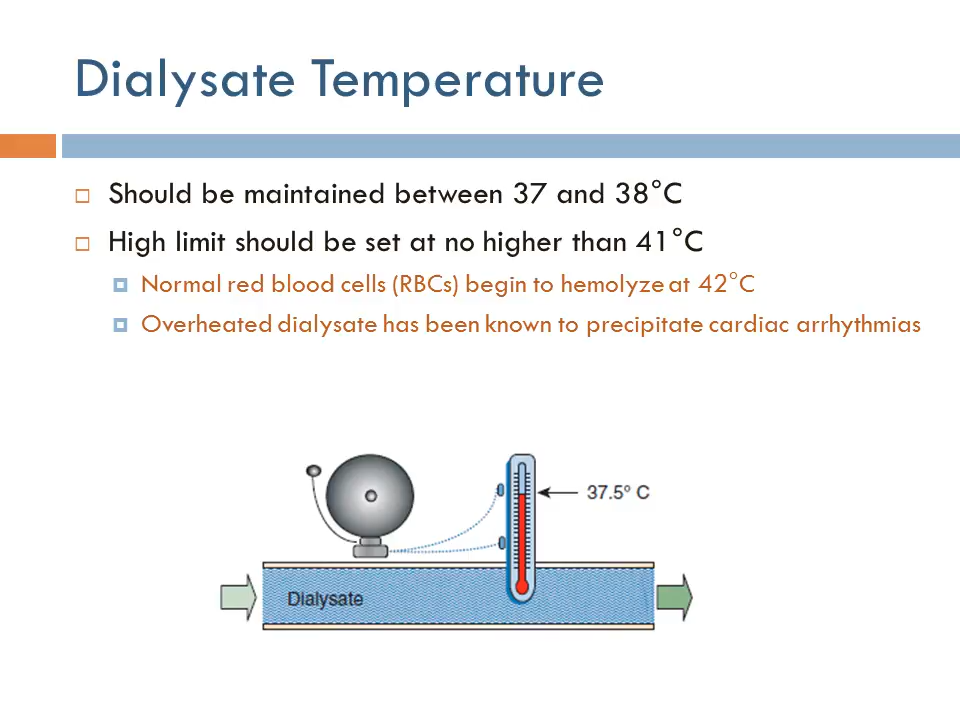 Dialysate Temperature
Should be maintained between 37 and 38°C
High limit should be set at no higher than 41°C
Normal red blood cells (RBCs) begin to hemolyze at 42°C
Overheated dialysate has been known to precipitate cardiac arrhythmias
37.5° C
Dialysate